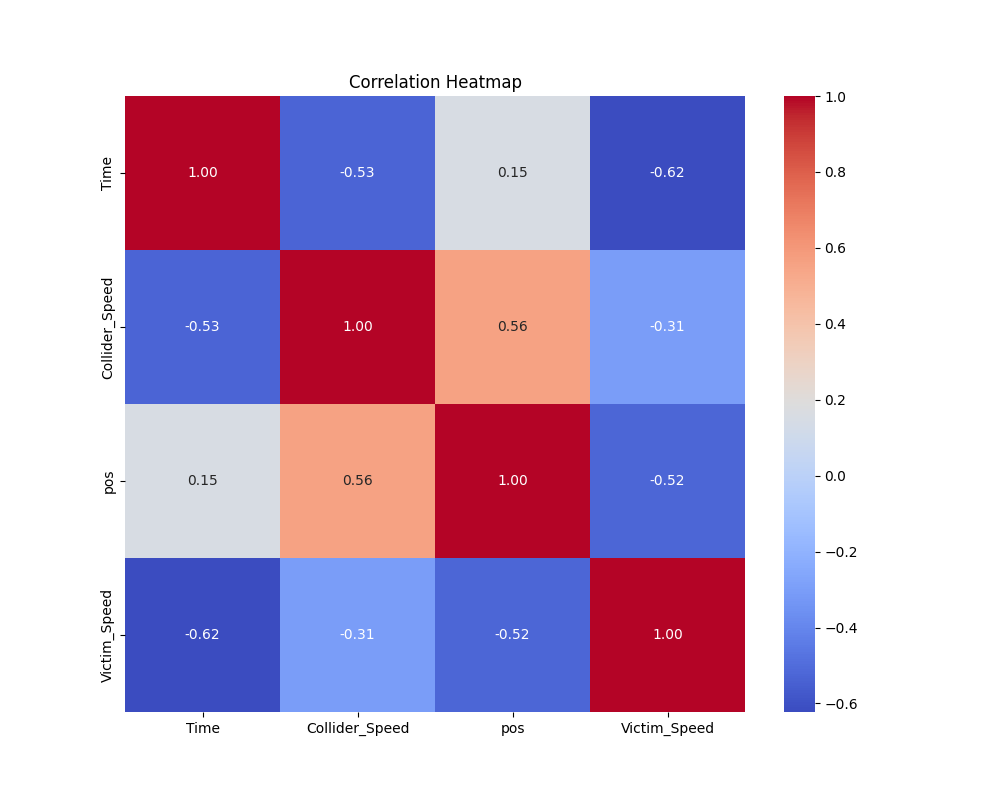 Correlation Heatmap
Time
1.00 -0.53 0.15 -0.62
Collider_Speed
-0.53 1.00 0.56 -0.31
pos
0.15 0.56 1.00 -0.52
Victim_Speed
-0.62 -0.31 -0.52 1.00
Time Collider_Speed pos Victim_Speed
1.0
0.8
0.6
0.4
0.2
0.0
−0.2
−0.4
−0.6